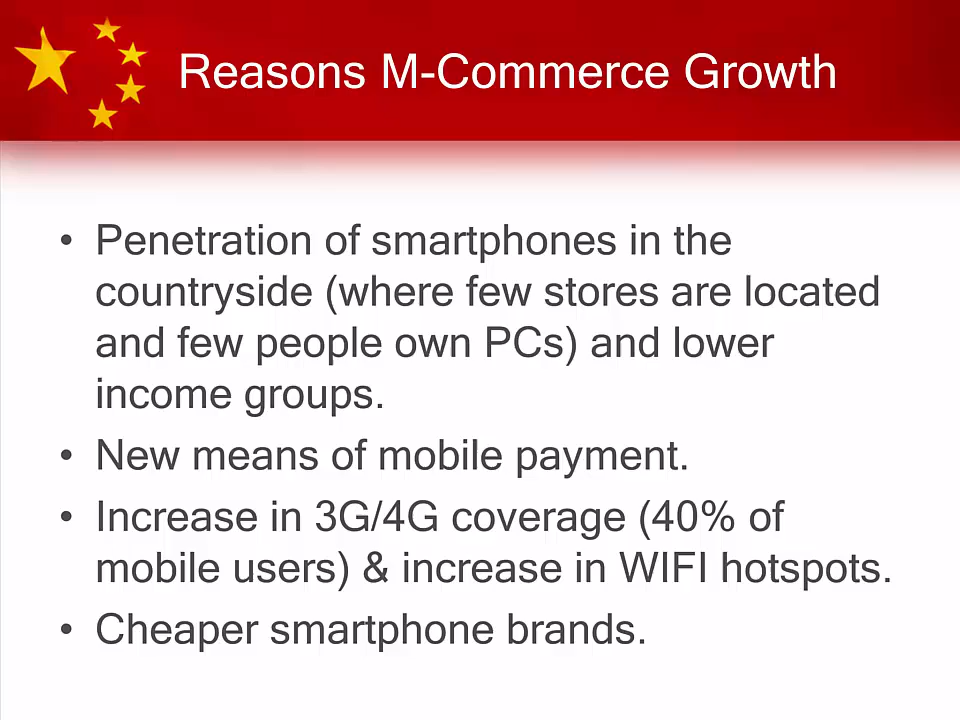 Reasons M-Commerce Growth
• Penetration of smartphones in the
countryside (where few stores are located
and few people own PCs) and lower
income groups.
• New means of mobile payment.
• Increase in 3G/4G coverage (40% of
mobile users) & increase in WIFI hotspots.
• Cheaper smartphone brands.